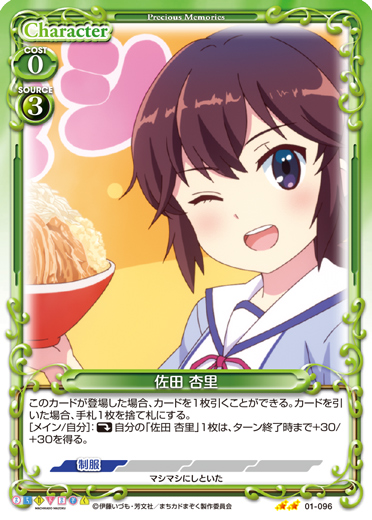 Precious Memories
Character
COST
0
SOURCE
3
シ
佐田 杏里
このカードが登場した場合、カードを1枚引くことができる。カードを引
いた場合、手札1枚を捨て札にする。
[メイン/自分]:自分の「佐田 杏里」1枚は、ターン終了時まで+30/
+30を得る。
制服
マシマシにしといた
©伊藤いづも・芳文社/まちカドまぞく製作委員会
01-096